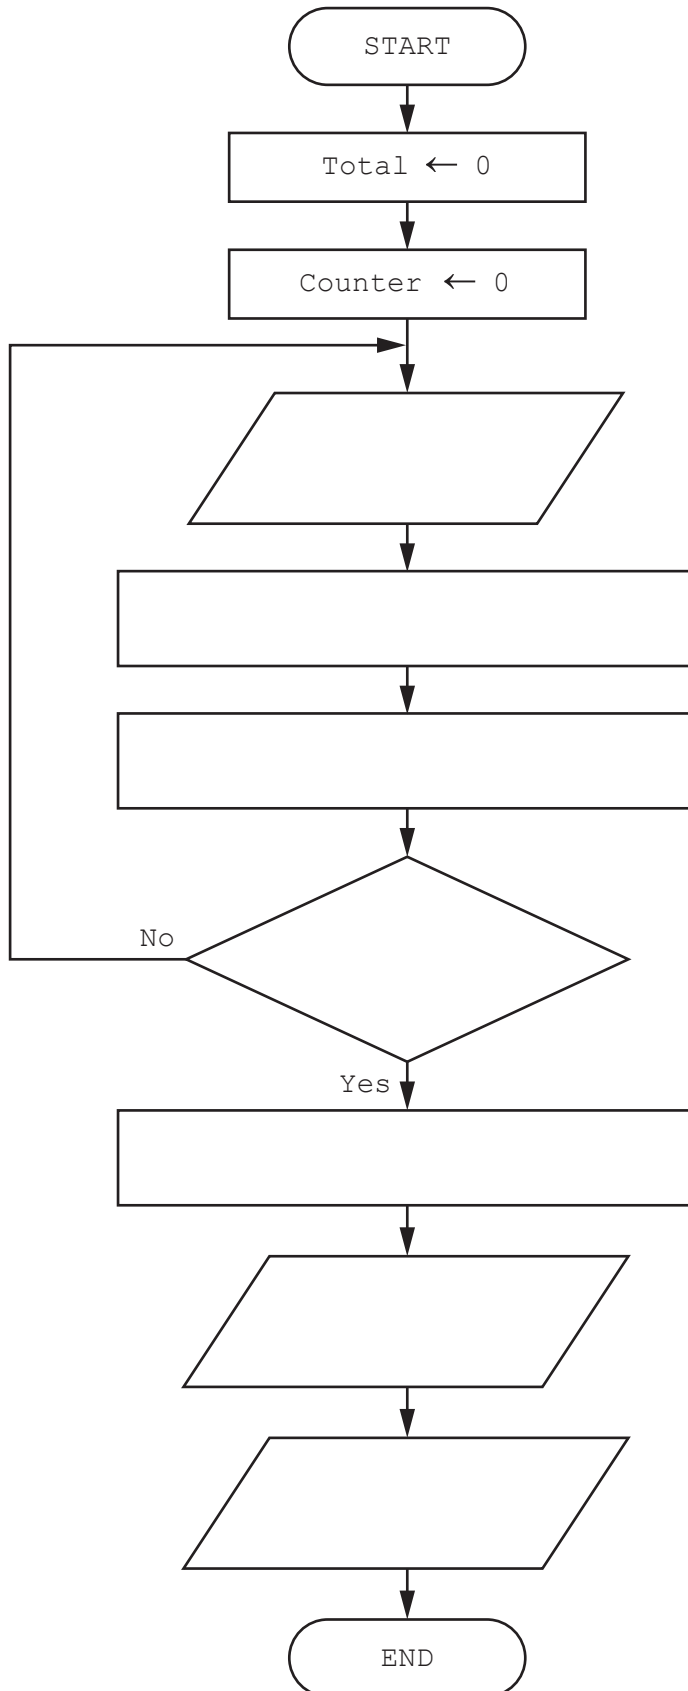 START
Total ← 0
Counter ← 0
No
Yes
END